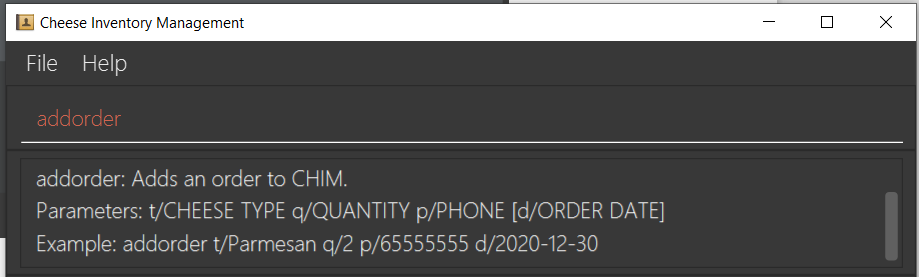 Cheese Inventory Management
File Help
addorder
addorder: Adds an order to CHIM.
Parameters: t/CHEESE TYPE q/QUANTITY p/PHONE [d/ORDER DATE]
Example: addorder t/Parmesan q/2 p/65555555 d/2020-12-30